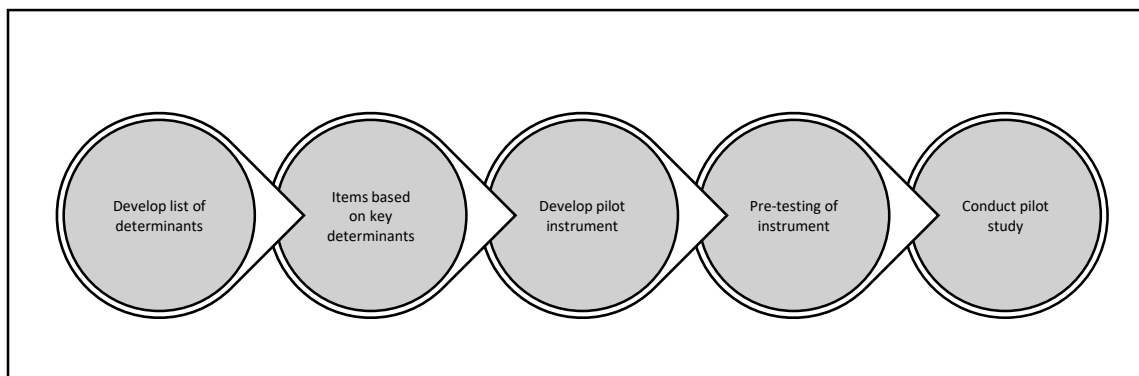 Develop list of
determinants
Items based
on key
determinants
Develop pilot
instrument
Pre-testing of
instrument
Conduct pilot
study